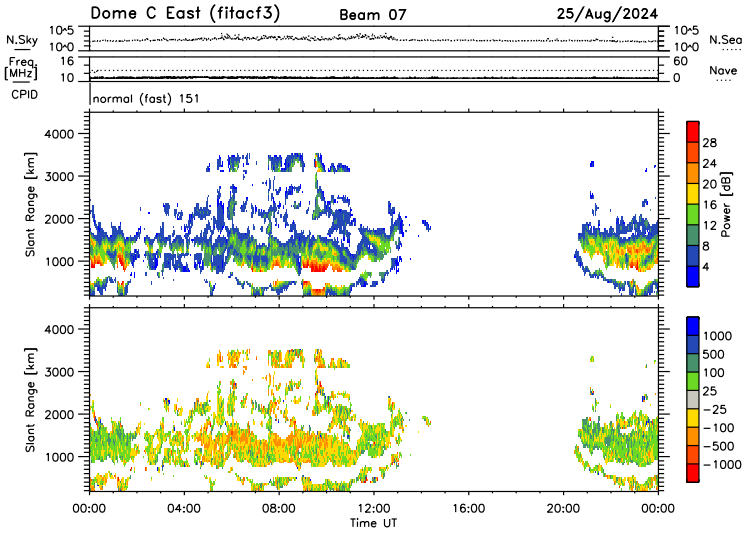 Dome C East (fitacf3) Beam 07 25/Aug/2024
N.Sky 10^5 10^0 10^5 10^0 N.Sea
Freq. [MHz] 16 10 60 0 Nave
CPID normal (fast) 151
Slant Range [km] 4000 3000 2000 1000
Power [dB] 28 24 20 16 12 8 4
Slant Range [km] 4000 3000 2000 1000
1000 500 100 25 -25 -100 -500 -1000
00:00 04:00 08:00 12:00 16:00 20:00 00:00
Time UT